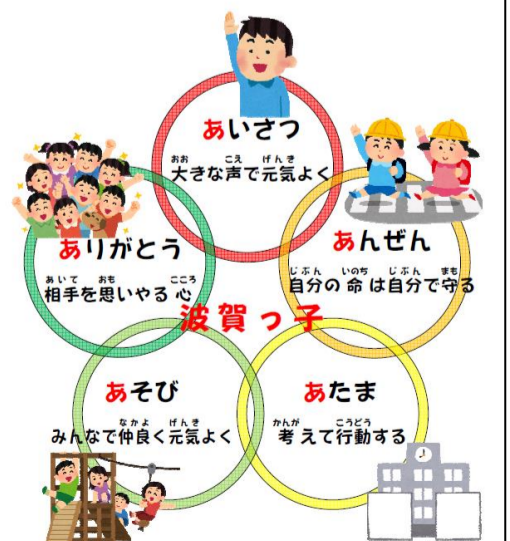 あいさつ
大きな声で元気よく
ありがとう
相手を思いやる心
あんぜん
自分の命は自分で守る
波賀っ子
あそび
みんなで仲良く元気よく
あたま
考えて行動する